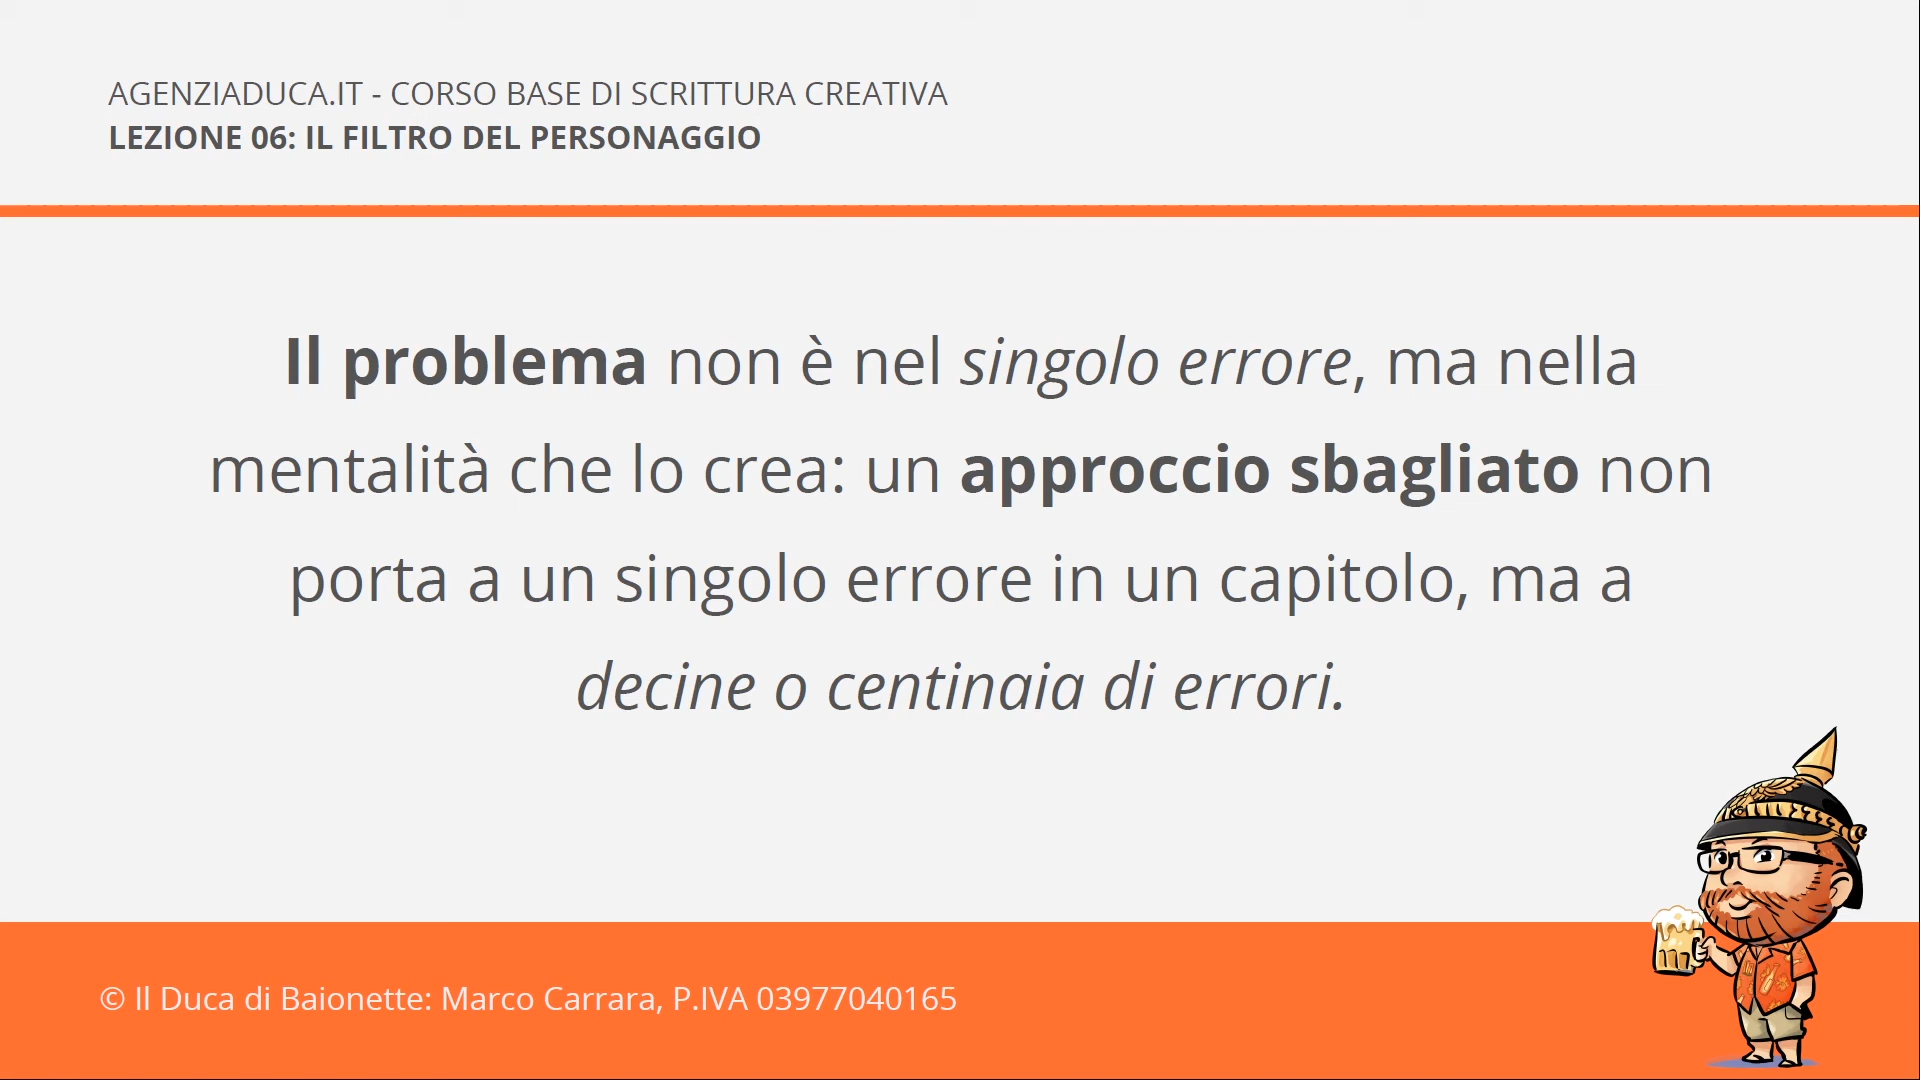 AGENZIADUCA.IT - CORSO BASE DI SCRITTURA CREATIVA
LEZIONE 06: IL FILTRO DEL PERSONAGGIO
Il problema non è nel singolo errore, ma nella
mentalità che lo crea: un approccio sbagliato non
porta a un singolo errore in un capitolo, ma a
decine o centinaia di errori.
© Il Duca di Baionette: Marco Carrara, P.IVA 03977040165